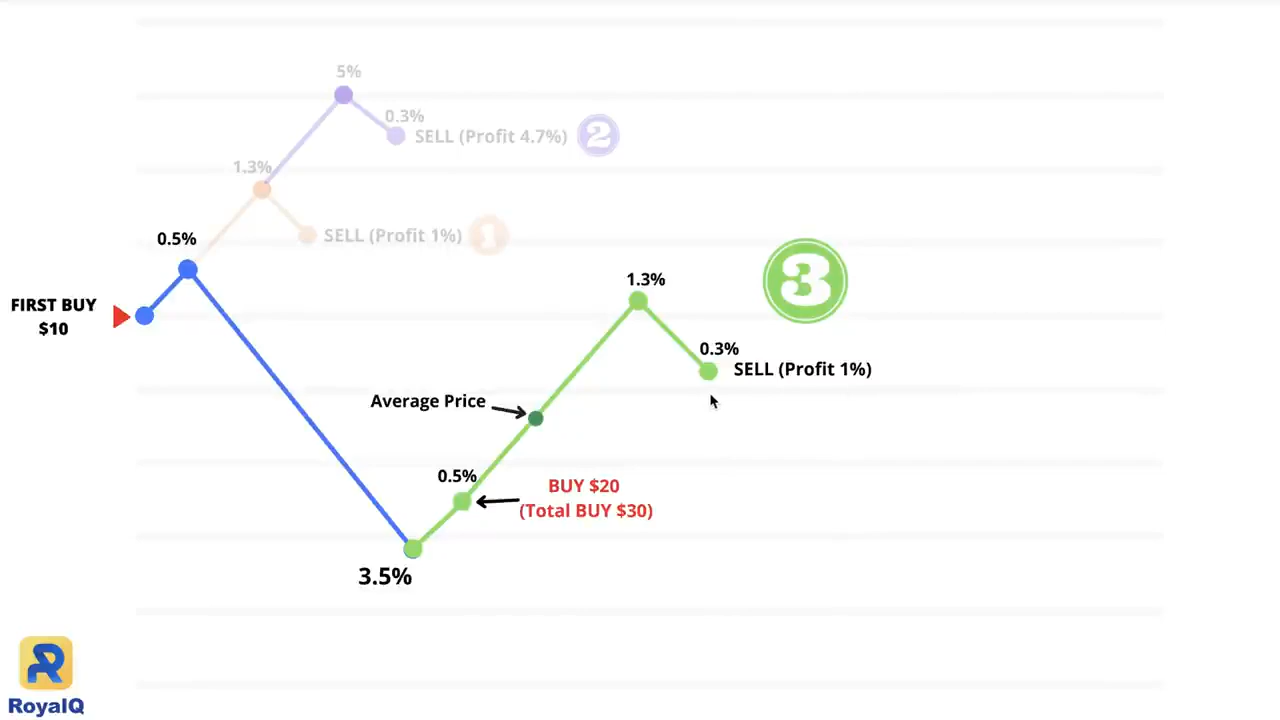 5%
0.3%
SELL (Profit 4.7%)
2
1.3%
SELL (Profit 1%)
1
0.5%
FIRST BUY
$10
1.3%
3
0.3%
SELL (Profit 1%)
Average Price
0.5%
BUY $20
(Total BUY $30)
3.5%
R
RoyalQ